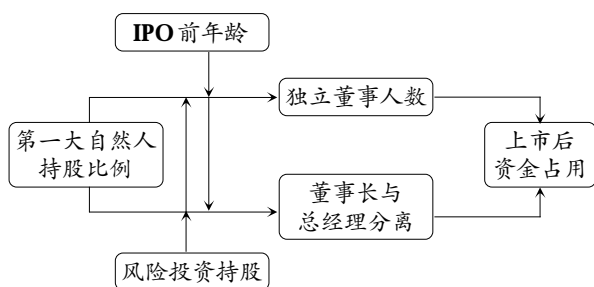 IPO前年龄
独立董事人数
第一大自然人
持股比例
上市后
资金占用
董事长与
总经理分离
风险投资持股